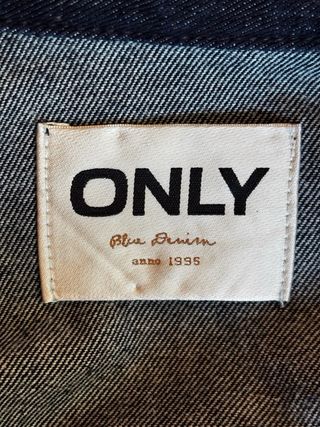 ONLY
Blue Denim
anno 1995